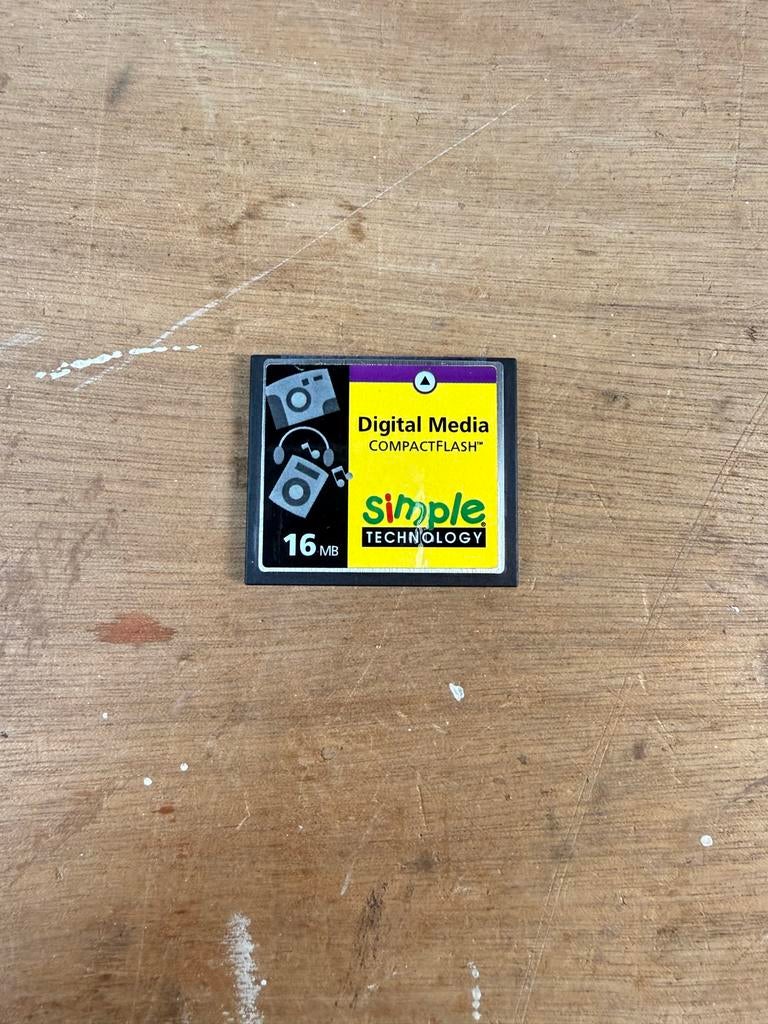 Digital Media
COMPACTFLASH™
simple®
TECHNOLOGY
16 MB